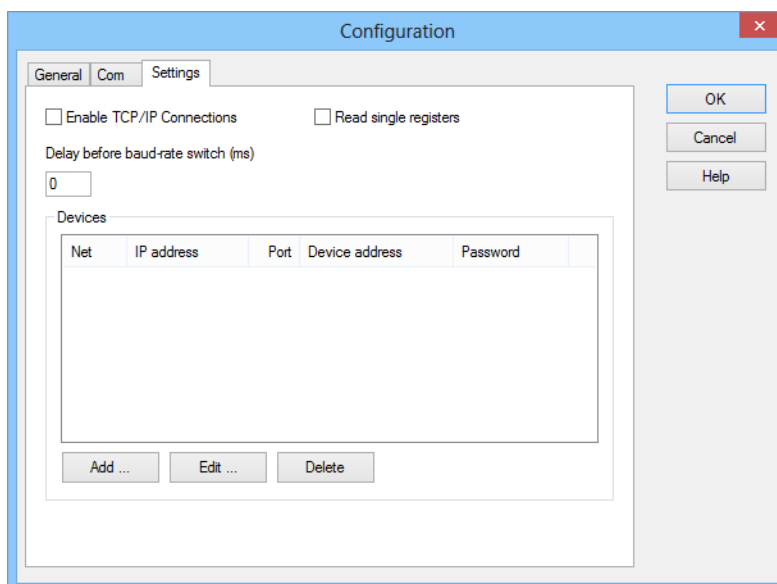 Configuration
General Com Settings
Enable TCP/IP Connections Read single registers
Delay before baud-rate switch (ms)
0
Devices
Net IP address Port Device address Password
Add ... Edit ... Delete
OK
Cancel
Help